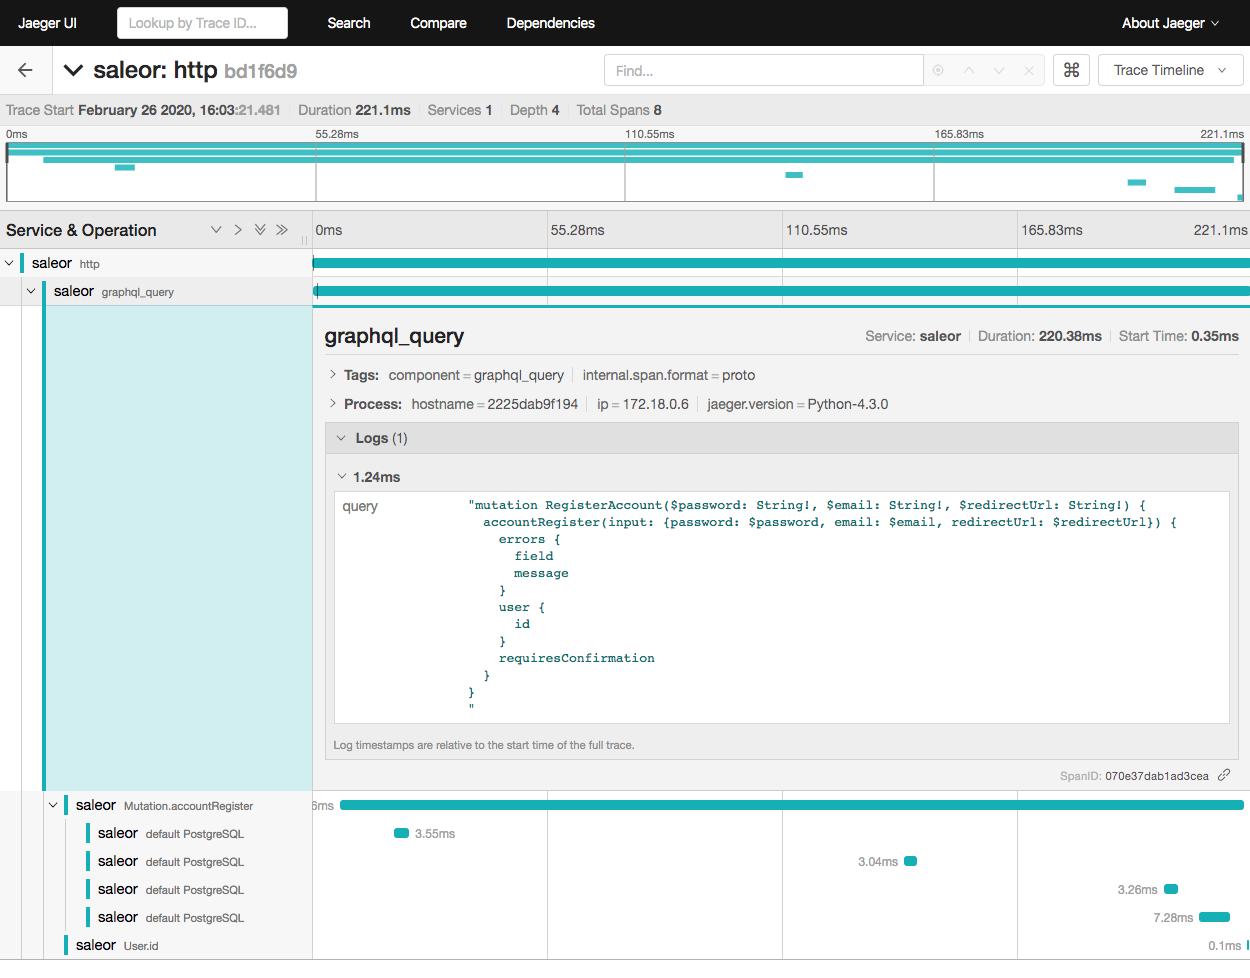 Jaeger UI Lookup by Trace ID... Search Compare Dependencies About Jaeger
saleor: http bd1f6d9 Find... ⌘ Trace Timeline
Trace Start February 26 2020, 16:03:21.481 Duration 221.1ms Services 1 Depth 4 Total Spans 8
0ms 55.28ms 110.55ms 165.83ms 221.1ms
Service & Operation 0ms 55.28ms 110.55ms 165.83ms 221.1ms
saleor http
saleor graphql_query
graphql_query Service: saleor Duration: 220.38ms Start Time: 0.35ms
Tags: component = graphql_query internal.span.format = proto
Process: hostname = 2225dab9f194 ip = 172.18.0.6 jaeger.version = Python-4.3.0
Logs (1)
1.24ms
query "mutation RegisterAccount($password: String!, $email: String!, $redirectUrl: String!) {
accountRegister(input: {password: $password, email: $email, redirectUrl: $redirectUrl}) {
errors {
field
message
}
user {
id
}
requiresConfirmation
}
}
"
Log timestamps are relative to the start time of the full trace.
SpanID: 070e37dab1ad3cea
saleor Mutation.accountRegister 6ms
saleor default PostgreSQL 3.55ms
saleor default PostgreSQL 3.04ms
saleor default PostgreSQL 3.26ms
saleor default PostgreSQL 7.28ms
saleor User.id 0.1ms